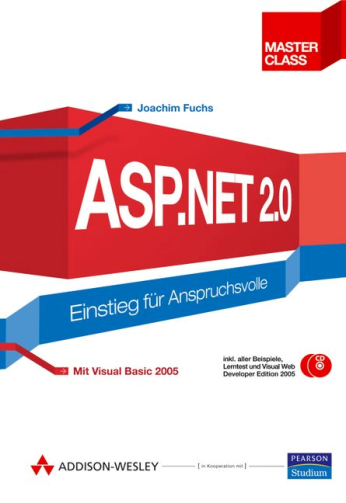 MASTER
CLASS
Joachim Fuchs
ASP.NET 2.0
Einstieg für Anspruchsvolle
Mit Visual Basic 2005
inkl. aller Beispiele,
Lerntest und Visual Web
Developer Edition 2005
CD
ADDISON-WESLEY
[ in Kooperation mit ]
PEARSON
Studium